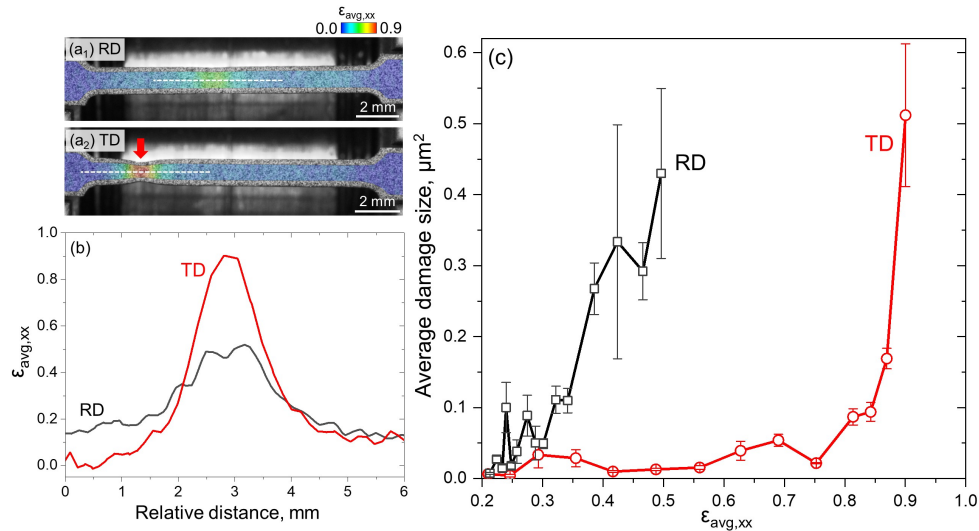 ε_avg,xx
0.0 0.9
(a₁) RD
2 mm
(a₂) TD
2 mm
(b)
TD
RD
1.0
0.8
0.6
0.4
0.2
0.0
ε_avg,xx
0 1 2 3 4 5 6
Relative distance, mm
(c)
RD
TD
0.6
0.5
0.4
0.3
0.2
0.1
0.0
Average damage size, μm²
0.2 0.3 0.4 0.5 0.6 0.7 0.8 0.9 1.0
ε_avg,xx